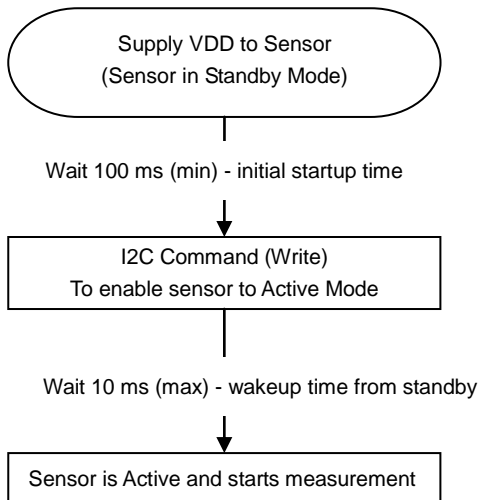 Supply VDD to Sensor
(Sensor in Standby Mode)
Wait 100 ms (min) - initial startup time
I2C Command (Write)
To enable sensor to Active Mode
Wait 10 ms (max) - wakeup time from standby
Sensor is Active and starts measurement